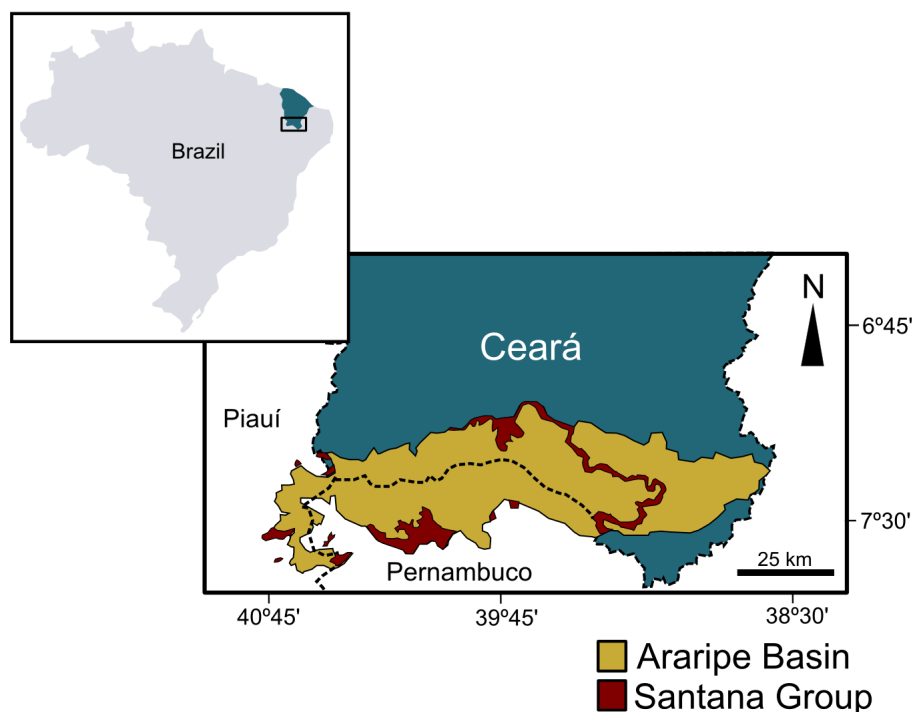 Brazil
N
Ceará
6º45'
Piauí
7º30'
25 km
Pernambuco
40º45'
39º45'
38º30'
Araripe Basin
Santana Group